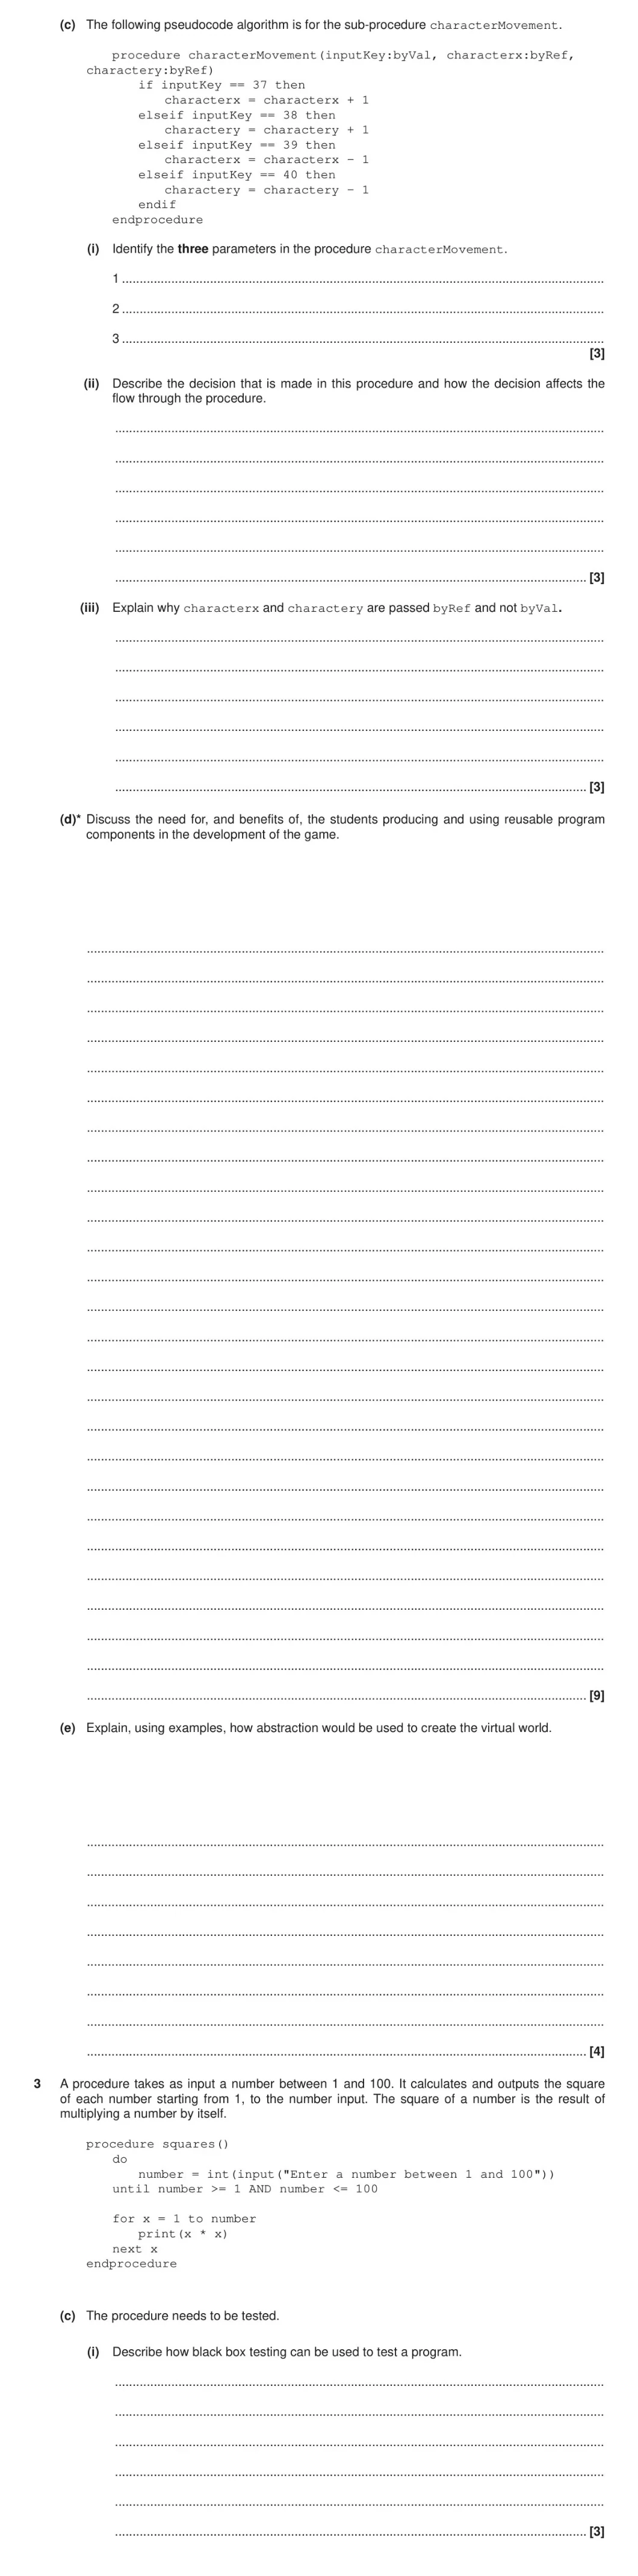 (c) The following pseudocode algorithm is for the sub-procedure characterMovement.
procedure characterMovement(inputKey:byVal, characterx:byRef,
charactery:byRef)
if inputKey == 37 then
characterx = characterx + 1
elseif inputKey == 38 then
charactery = charactery + 1
elseif inputKey == 39 then
characterx = characterx – 1
elseif inputKey == 40 then
charactery = charactery – 1
endif
endprocedure
(i) Identify the three parameters in the procedure characterMovement.
1
2
3
[3]
(ii) Describe the decision that is made in this procedure and how the decision affects the
flow through the procedure.
[3]
(iii) Explain why characterx and charactery are passed byRef and not byVal.
[3]
(d)* Discuss the need for, and benefits of, the students producing and using reusable program
components in the development of the game.
[9]
(e) Explain, using examples, how abstraction would be used to create the virtual world.
[4]
3 A procedure takes as input a number between 1 and 100. It calculates and outputs the square
of each number starting from 1, to the number input. The square of a number is the result of
multiplying a number by itself.
procedure squares()
do
number = int(input("Enter a number between 1 and 100"))
until number >= 1 AND number <= 100
for x = 1 to number
print(x * x)
next x
endprocedure
(c) The procedure needs to be tested.
(i) Describe how black box testing can be used to test a program.
[3]